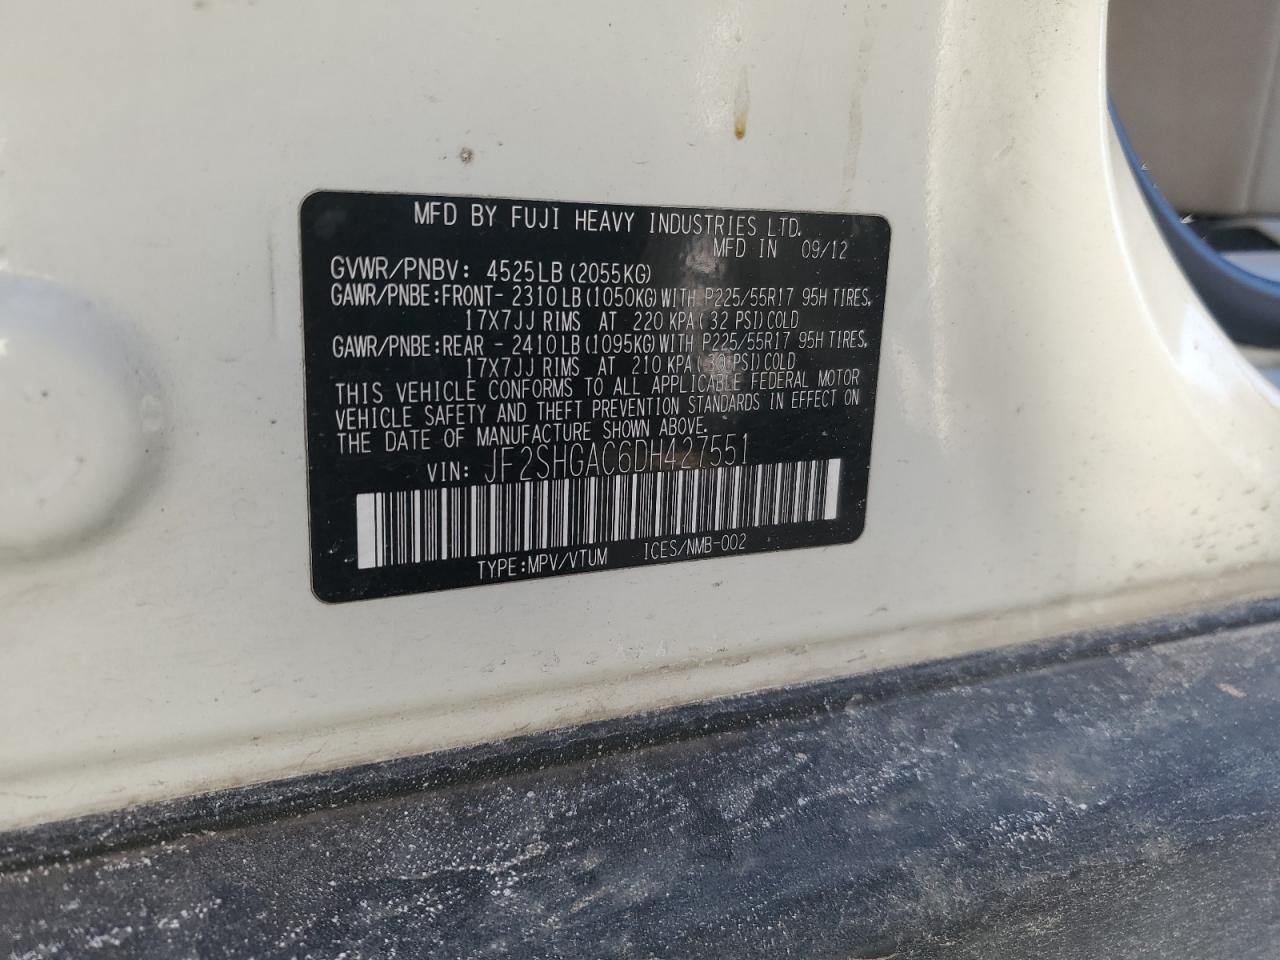 MFD BY FUJI HEAVY INDUSTRIES LTD.
MFD IN 09/12
GVWR/PNBV: 4525LB (2055KG)
GAWR/PNBE:FRONT- 2310LB (1050KG) WITH P225/55R17 95H TIRES,
17X7JJ RIMS AT 220 KPA (32 PSI) COLD
GAWR/PNBE:REAR - 2410LB (1095KG) WITH P225/55R17 95H TIRES,
17X7JJ RIMS AT 210 KPA (30 PSI) COLD
THIS VEHICLE CONFORMS TO ALL APPLICABLE FEDERAL MOTOR
VEHICLE SAFETY AND THEFT PREVENTION STANDARDS IN EFFECT ON
THE DATE OF MANUFACTURE SHOWN ABOVE.
VIN: JF2SHGAC6DH427551
TYPE:MPV/VTUM ICES/NMB-002